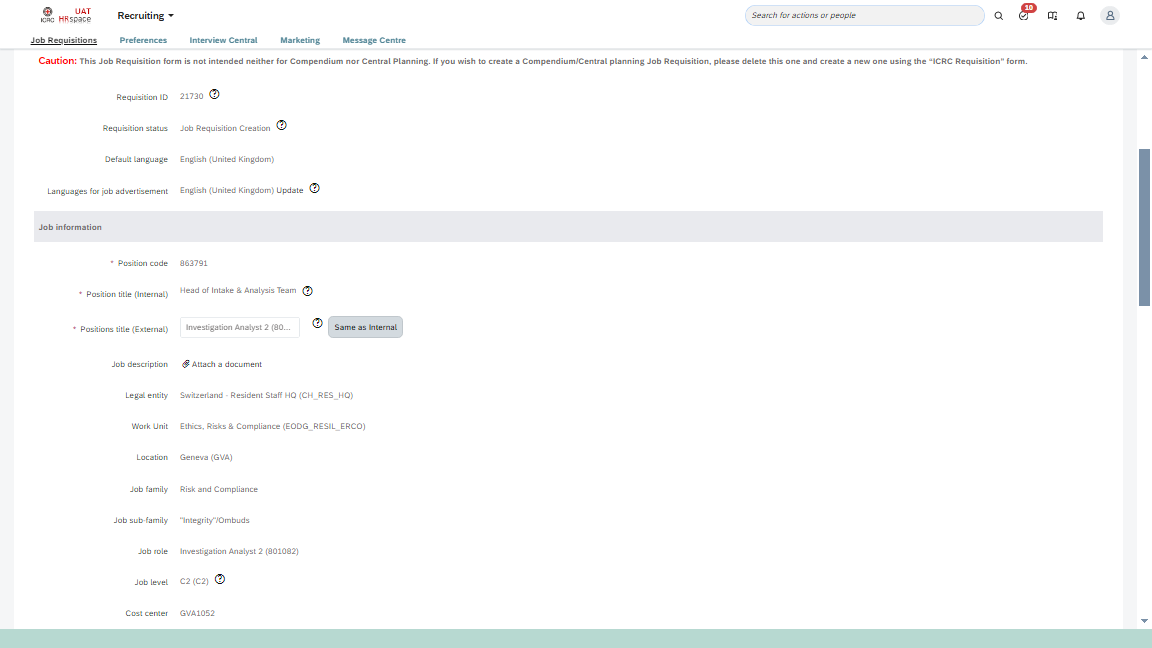 ICRC UAT HRspace Recruiting Search for actions or people 10
Job Requisitions Preferences Interview Central Marketing Message Centre
Caution: This Job Requisition form is not intended neither for Compendium nor Central Planning. If you wish to create a Compendium/Central planning Job Requisition, please delete this one and create a new one using the “ICRC Requisition” form.
Requisition ID 21730
Requisition status Job Requisition Creation
Default language English (United Kingdom)
Languages for job advertisement English (United Kingdom) Update
Job information
* Position code 863791
* Position title (Internal) Head of Intake & Analysis Team
* Positions title (External) Investigation Analyst 2 (80... Same as Internal
Job description Attach a document
Legal entity Switzerland - Resident Staff HQ (CH_RES_HQ)
Work Unit Ethics, Risks & Compliance (EODG_RESIL_ERCO)
Location Geneva (GVA)
Job family Risk and Compliance
Job sub-family "Integrity"/Ombuds
Job role Investigation Analyst 2 (801082)
Job level C2 (C2)
Cost center GVA1052